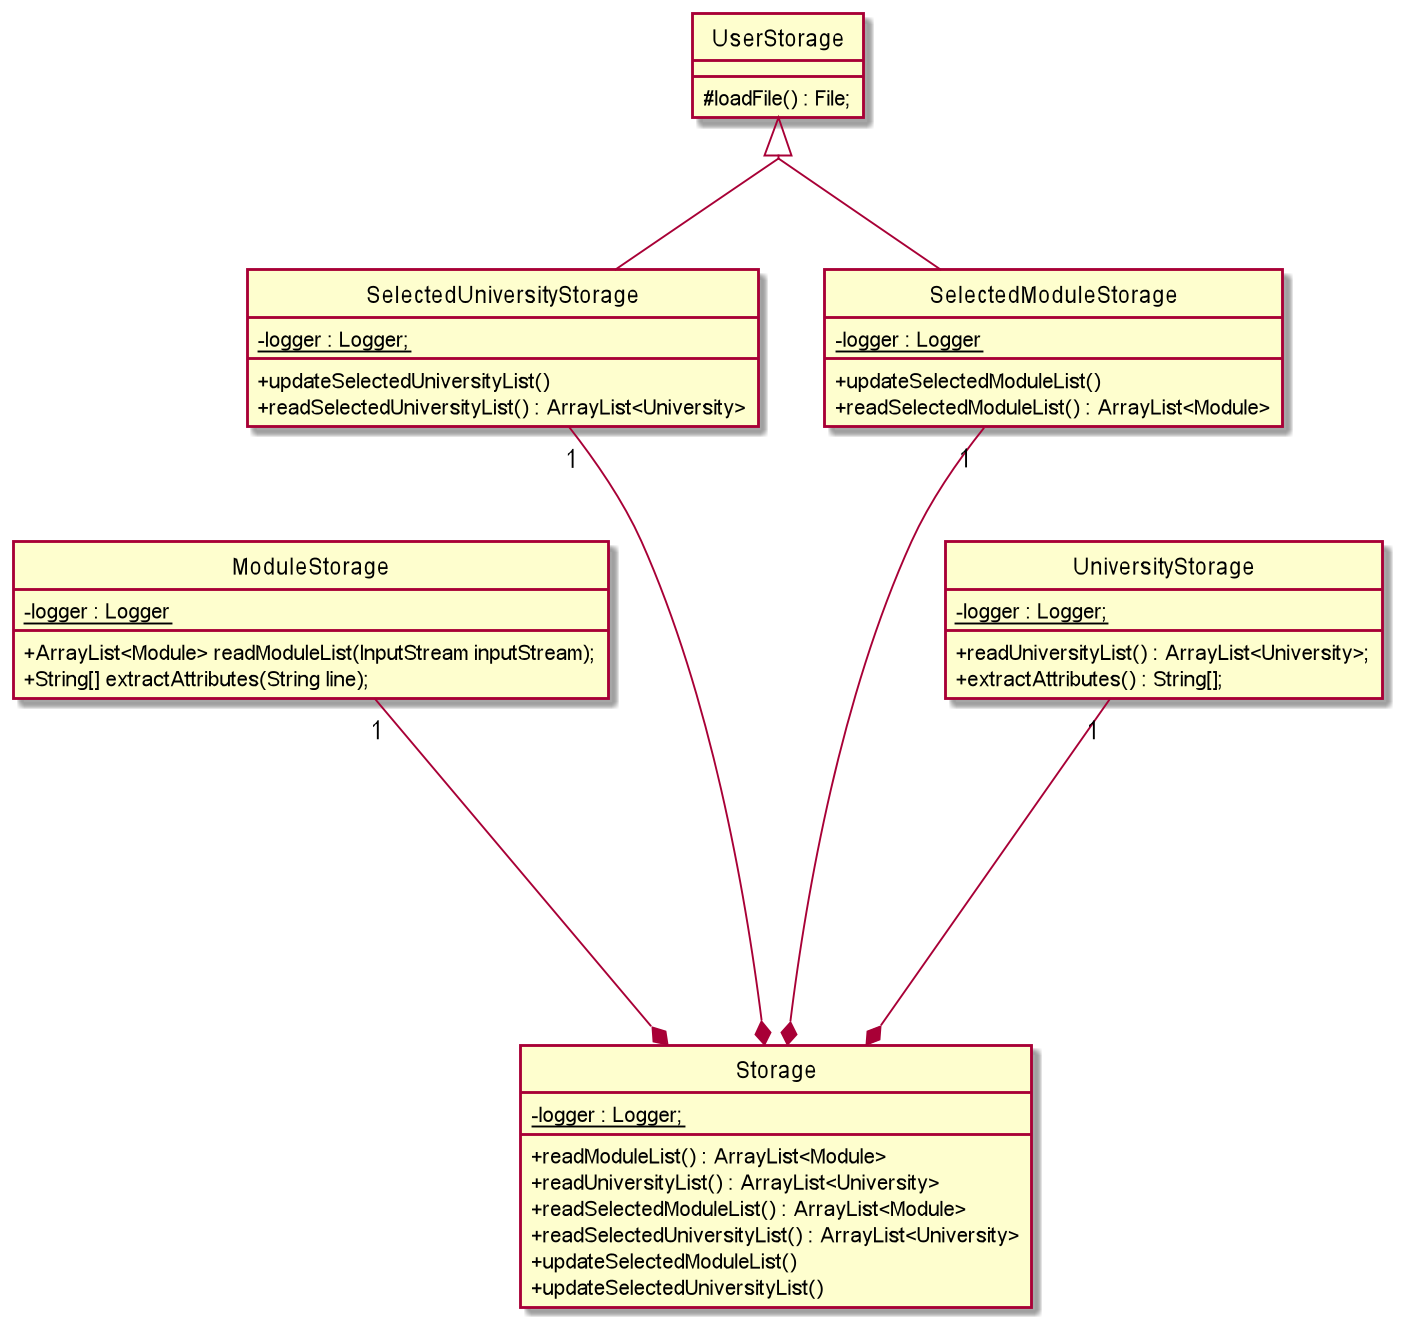 UserStorage
#loadFile() : File;
SelectedUniversityStorage
-logger : Logger;
+updateSelectedUniversityList()
+readSelectedUniversityList() : ArrayList<University>
1
SelectedModuleStorage
-logger : Logger
+updateSelectedModuleList()
+readSelectedModuleList() : ArrayList<Module>
1
ModuleStorage
-logger : Logger
+ArrayList<Module> readModuleList(InputStream inputStream);
+String[] extractAttributes(String line);
1
UniversityStorage
-logger : Logger;
+readUniversityList() : ArrayList<University>;
+extractAttributes() : String[];
1
Storage
-logger : Logger;
+readModuleList() : ArrayList<Module>
+readUniversityList() : ArrayList<University>
+readSelectedModuleList() : ArrayList<Module>
+readSelectedUniversityList() : ArrayList<University>
+updateSelectedModuleList()
+updateSelectedUniversityList()